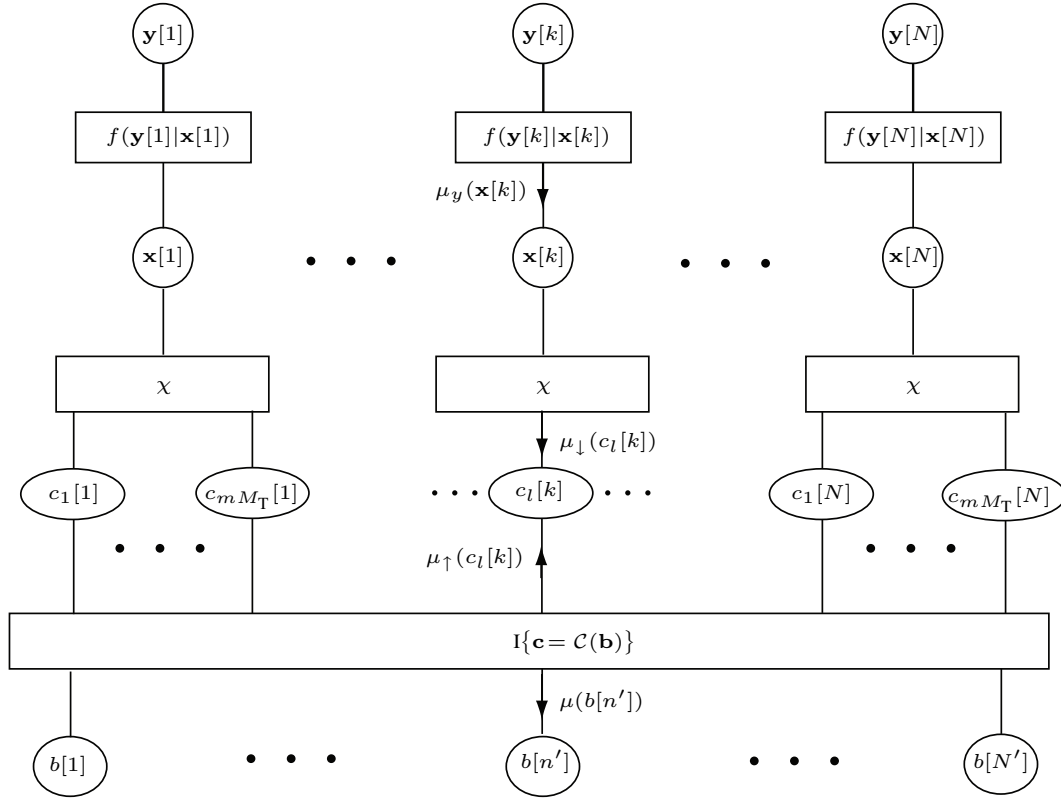 y[1] y[k] y[N]
f(y[1]|x[1]) f(y[k]|x[k]) f(y[N]|x[N])
μ_y(x[k])
x[1] x[k] x[N]
χ χ χ
μ_↓(c_l[k])
c_1[1] c_{mM_T}[1] c_l[k] c_1[N] c_{mM_T}[N]
μ_↑(c_l[k])
I{c = C(b)}
μ(b[n′])
b[1] b[n′] b[N′]